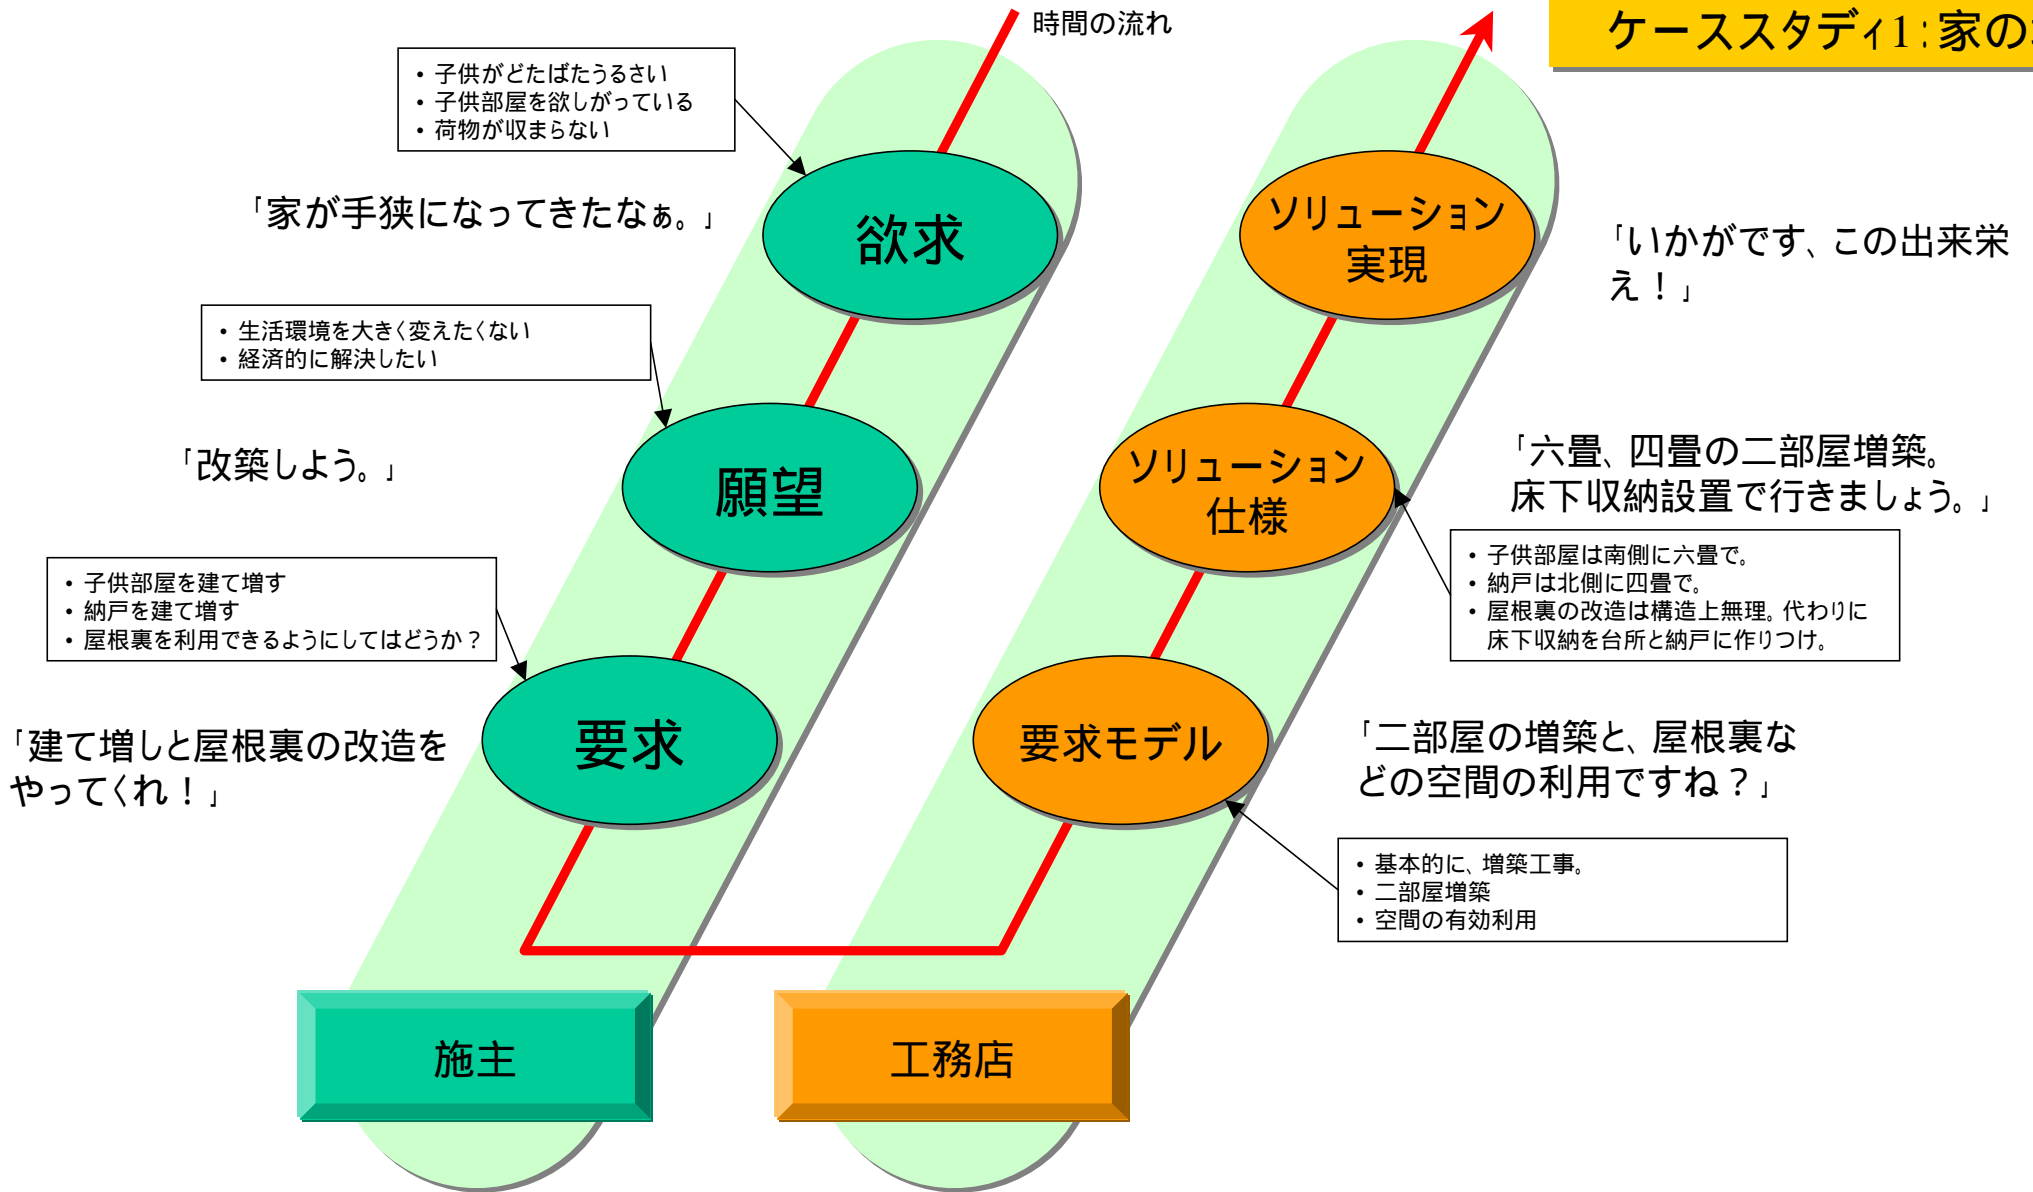 時間の流れ
ケーススタディ1:家の
• 子供がどたばたうるさい
• 子供部屋を欲しがっている
• 荷物が収まらない
「家が手狭になってきたなぁ。」
欲求
ソリューション
実現
「いかがです、この出来栄
え！」
• 生活環境を大きく変えたくない
• 経済的に解決したい
「改築しよう。」
願望
ソリューション
仕様
「六畳、四畳の二部屋増築。
床下収納設置で行きましょう。」
• 子供部屋を建て増す
• 納戸を建て増す
• 屋根裏を利用できるようにしてはどうか？
• 子供部屋は南側に六畳で。
• 納戸は北側に四畳で。
• 屋根裏の改造は構造上無理。代わりに
床下収納を台所と納戸に作りつけ。
「建て増しと屋根裏の改造を
やってくれ！」
要求
要求モデル
「二部屋の増築と、屋根裏な
どの空間の利用ですね？」
• 基本的に、増築工事。
• 二部屋増築
• 空間の有効利用
施主
工務店